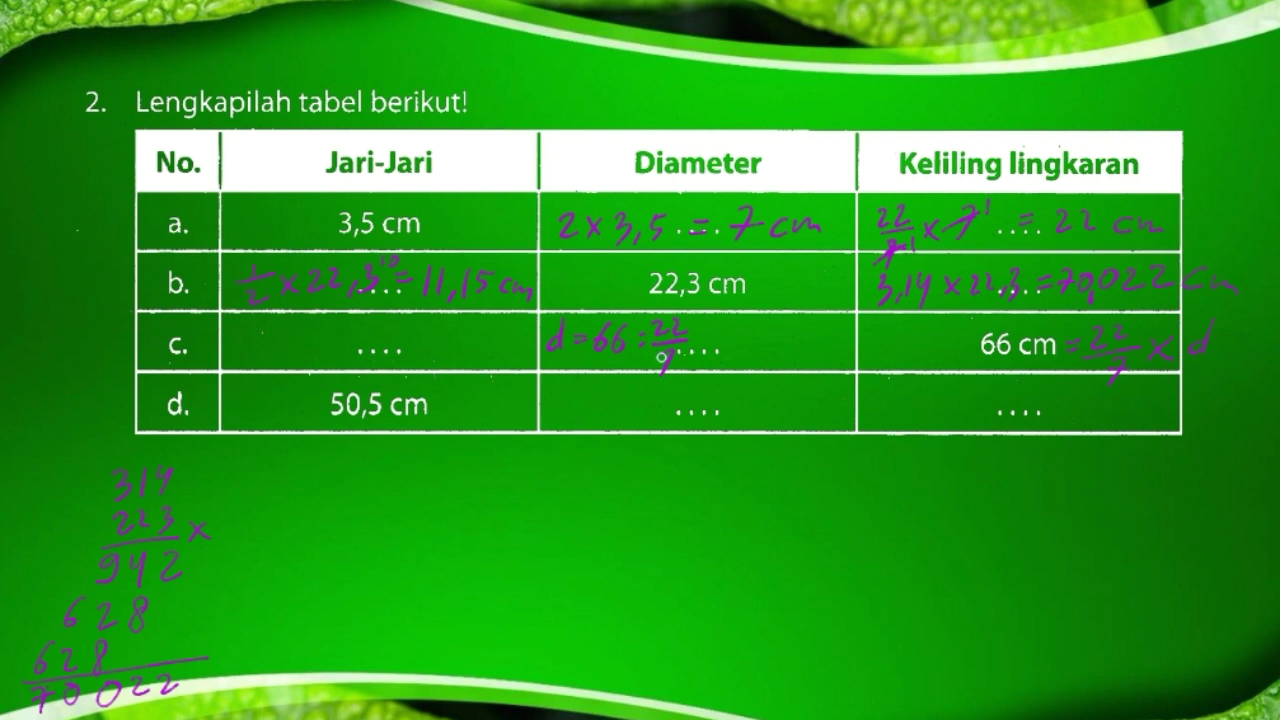 2. Lengkapilah tabel berikut!
No. Jari-Jari Diameter Keliling lingkaran
a. 3,5 cm 2 x 3,5 .... = 7 cm 22/7 x 7 1 1 .... = 22 cm
b. 1/2 x 22,3 .... = 11,15 cm 22,3 cm 3,14 x 22,3 .... = 70,022 cm
c. .... d = 66 : 22/7 .... 66 cm = 22/7 x d
d. 50,5 cm .... ....
314
223 x
942
628
628
70022